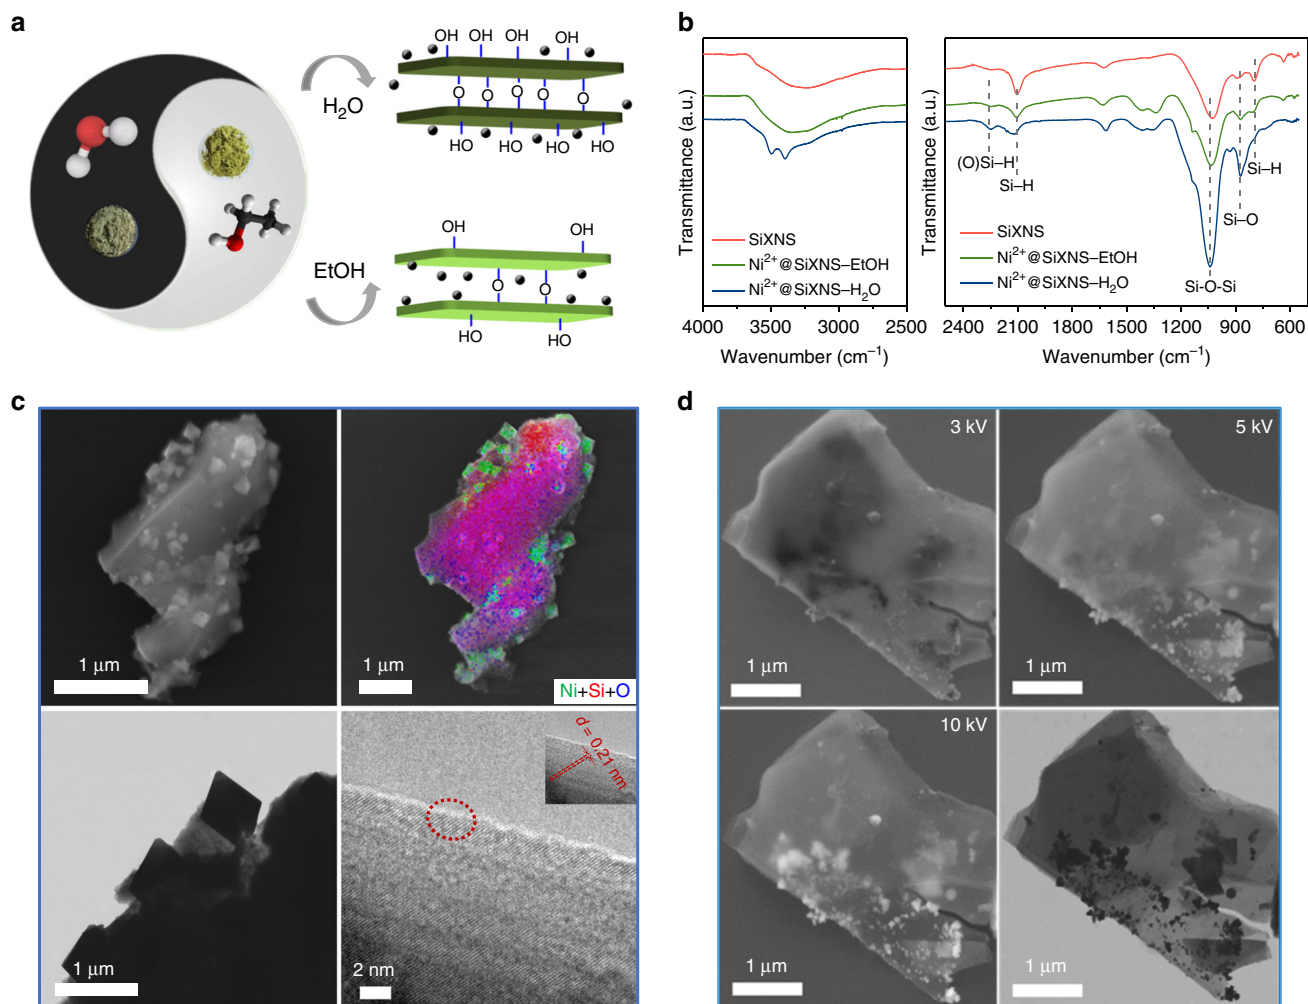 a
OH OH OH OH
H2O
O O O O O
HO HO HO HO
EtOH
OH OH
O O
HO HO
b
Transmittance (a.u.)
SiXNS
Ni2+@SiXNS–EtOH
Ni2+@SiXNS–H2O
4000 3500 3000 2500
Wavenumber (cm–1)
Transmittance (a.u.)
(O)Si–H
Si–H
Si–H
Si–O
Si-O-Si
SiXNS
Ni2+@SiXNS–EtOH
Ni2+@SiXNS–H2O
2400 2100 1800 1500 1200 900 600
Wavenumber (cm–1)
c
1 μm
1 μm
Ni+Si+O
1 μm
d = 0.21 nm
2 nm
d
3 kV
1 μm
5 kV
1 μm
10 kV
1 μm
1 μm